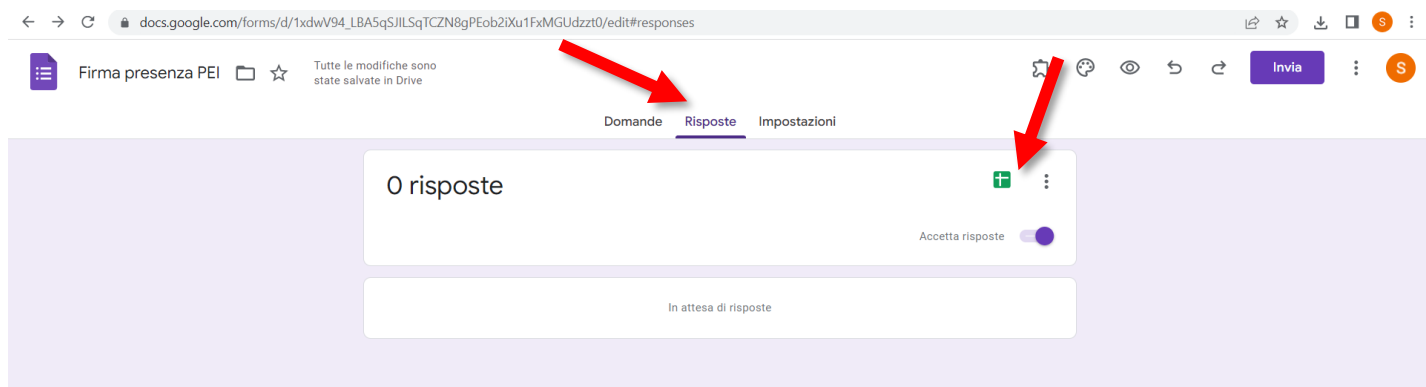 docs.google.com/forms/d/1xdwV94_LBA5qSJILSqTCZN8gPEob2iXu1FxMGUdzzt0/edit#responses
S
Firma presenza PEI
Tutte le modifiche sono
state salvate in Drive
Invia
S
Domande Risposte Impostazioni
0 risposte
Accetta risposte
In attesa di risposte